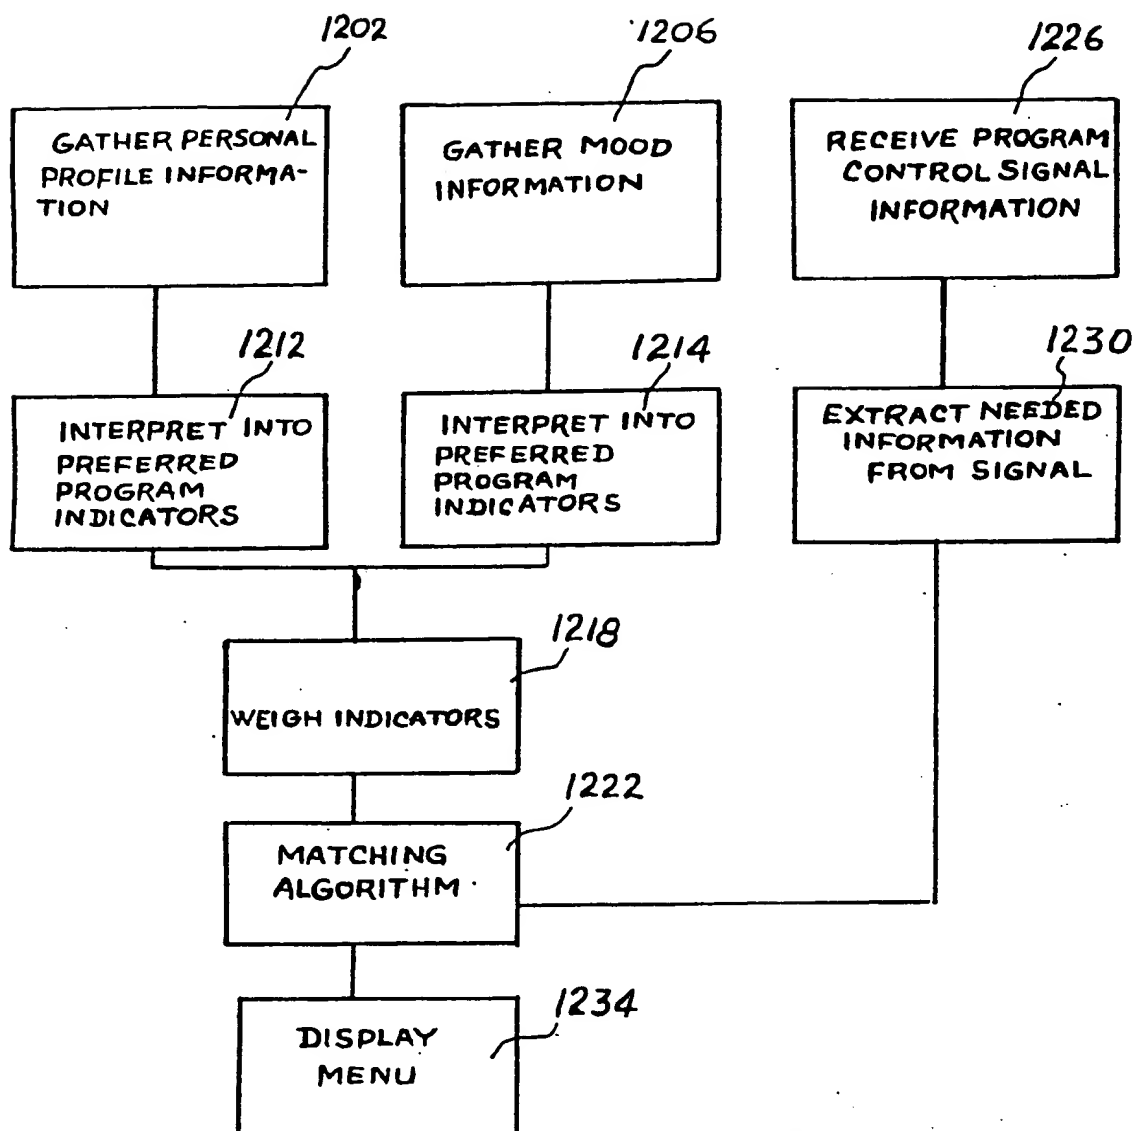 1202
GATHER PERSONAL
PROFILE INFORMA-
TION
1206
GATHER MOOD
INFORMATION
1226
RECEIVE PROGRAM
CONTROL SIGNAL
INFORMATION
1212
INTERPRET INTO
PREFERRED
PROGRAM
INDICATORS
1214
INTERPRET INTO
PREFERRED
PROGRAM
INDICATORS
1230
EXTRACT NEEDED
INFORMATION
FROM SIGNAL
1218
WEIGH INDICATORS
1222
MATCHING
ALGORITHM
1234
DISPLAY
MENU